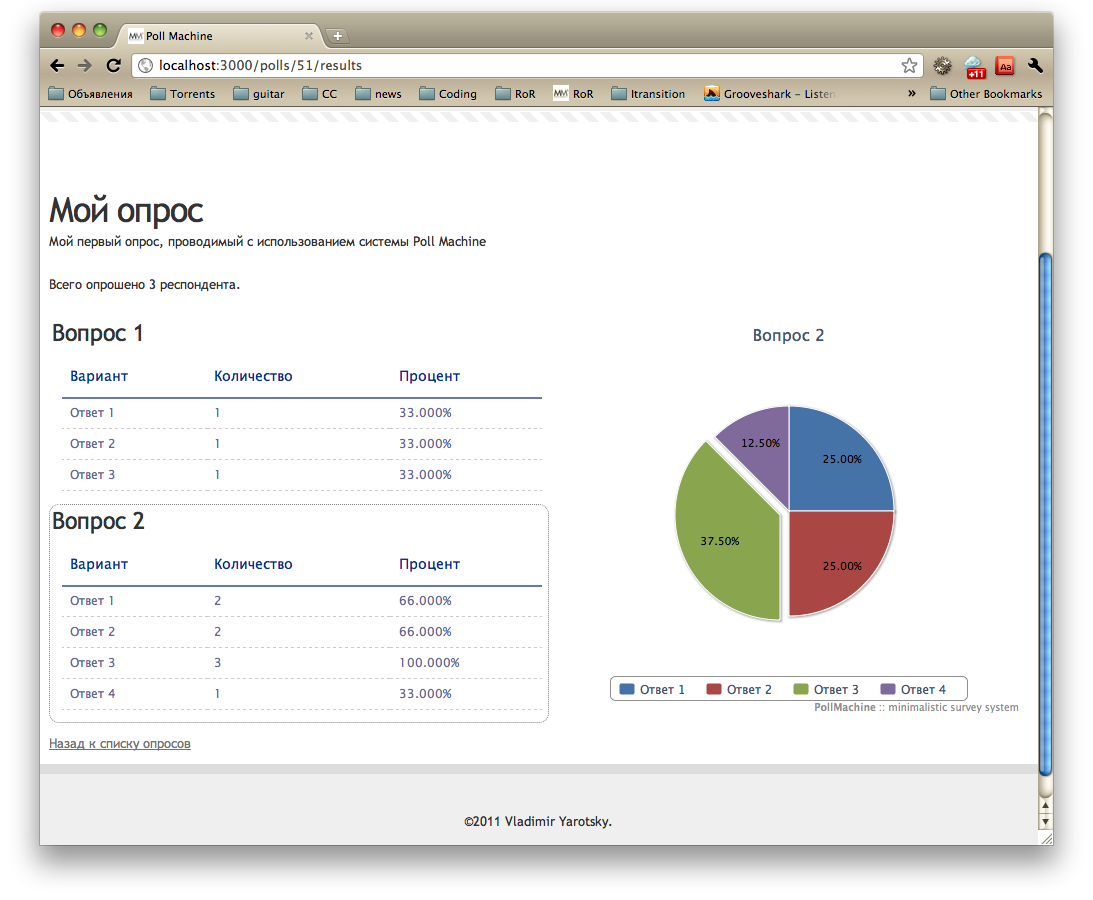 Poll Machine
localhost:3000/polls/51/results
+11
Aa
Объявления Torrents guitar CC news Coding RoR RoR Itransition Grooveshark – Listen » Other Bookmarks
Мой опрос
Мой первый опрос, проводимый с использованием системы Poll Machine
Всего опрошено 3 респондента.
Вопрос 1
Вариант Количество Процент
Ответ 1 1 33.000%
Ответ 2 1 33.000%
Ответ 3 1 33.000%
Вопрос 2
Вариант Количество Процент
Ответ 1 2 66.000%
Ответ 2 2 66.000%
Ответ 3 3 100.000%
Ответ 4 1 33.000%
Вопрос 2
12.50%
25.00%
37.50%
25.00%
Ответ 1 Ответ 2 Ответ 3 Ответ 4
PollMachine :: minimalistic survey system
Назад к списку опросов
©2011 Vladimir Yarotsky.